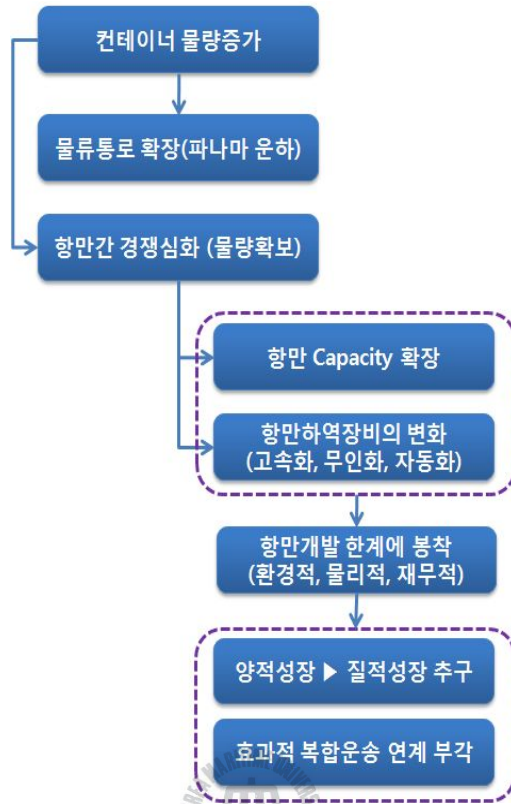 컨테이너 물량증가
물류통로 확장(파나마 운하)
항만간 경쟁심화 (물량확보)
항만 Capacity 확장
항만하역장비의 변화
(고속화, 무인화, 자동화)
항만개발 한계에 봉착
(환경적, 물리적, 재무적)
양적성장 ▶ 질적성장 추구
효과적 복합운송 연계 부각